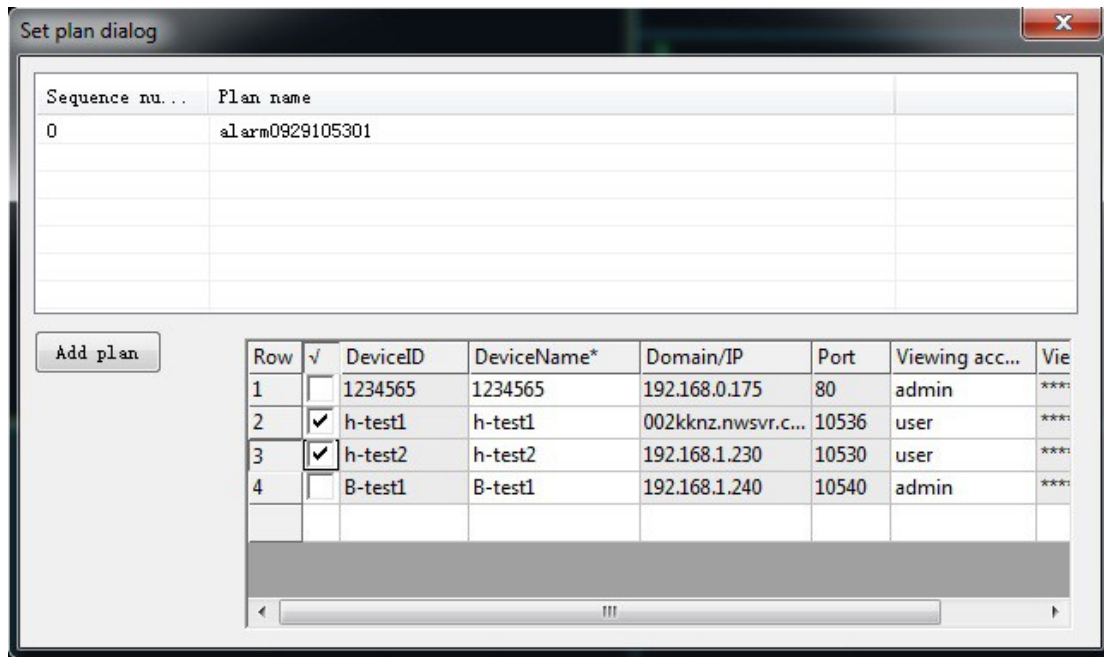 Set plan dialog
Sequence nu... Plan name
0 alarm0929105301
Add plan
Row √ DeviceID DeviceName* Domain/IP Port Viewing acc... Vie
1 1234565 1234565 192.168.0.175 80 admin ***
2 h-test1 h-test1 002kknz.nwsvr.c... 10536 user ***
3 h-test2 h-test2 192.168.1.230 10530 user ***
4 B-test1 B-test1 192.168.1.240 10540 admin ***